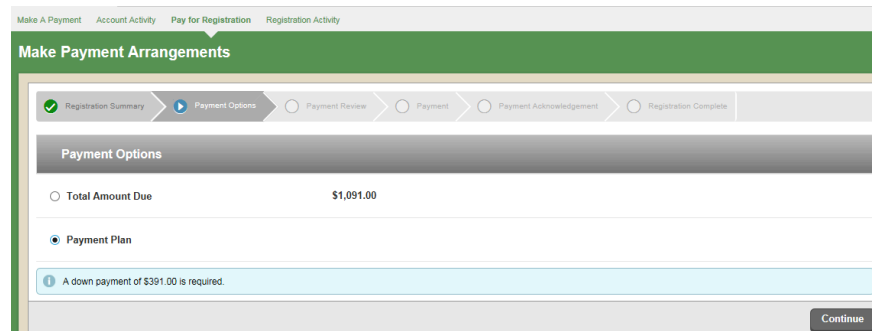 Make A Payment Account Activity Pay for Registration Registration Activity
Make Payment Arrangements
Registration Summary Payment Options Payment Review Payment Payment Acknowledgement Registration Complete
Payment Options
Total Amount Due $1,091.00
Payment Plan
A down payment of $391.00 is required.
Continue